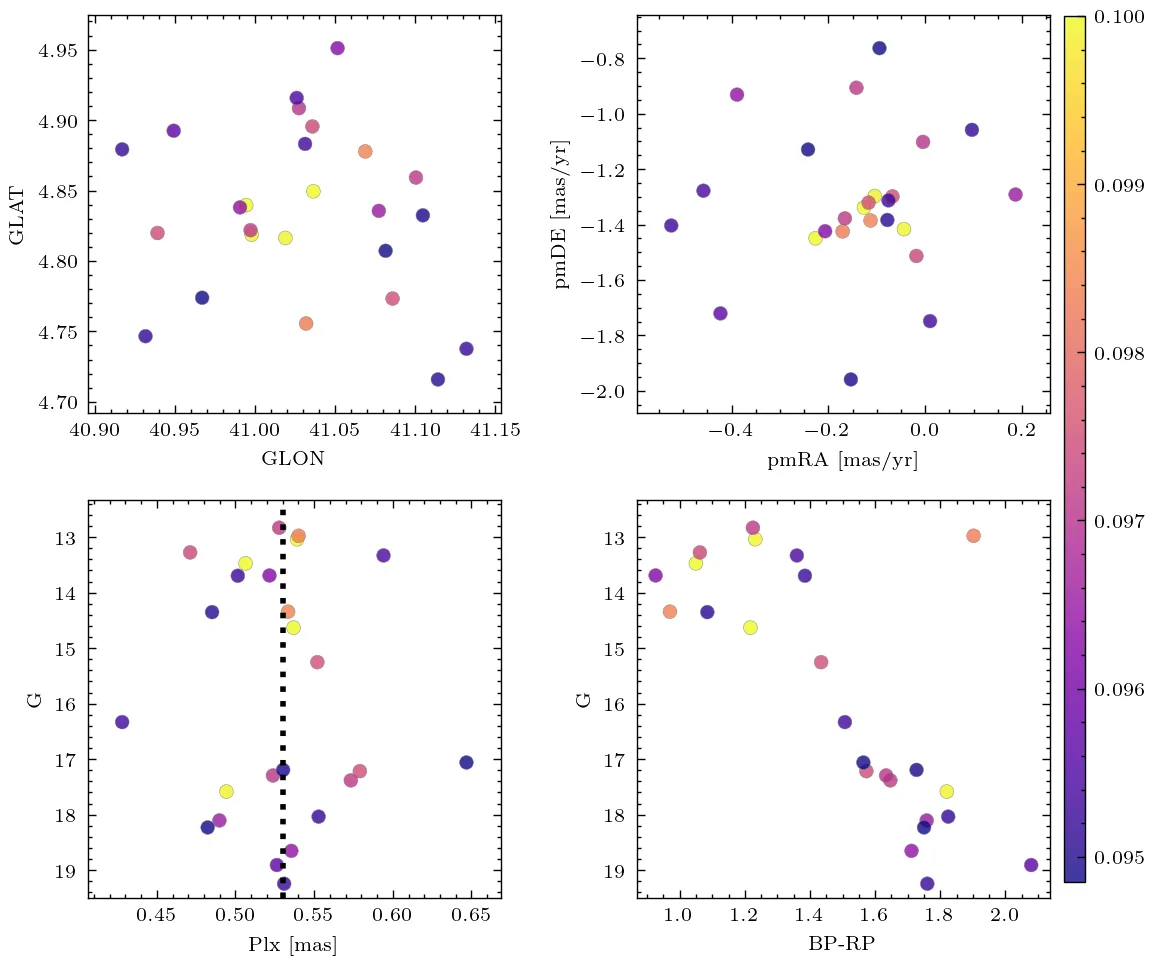 4.95
4.90
4.85
4.80
4.75
4.70
GLAT
40.90 40.95 41.00 41.05 41.10 41.15
GLON
−0.8
−1.0
−1.2
−1.4
−1.6
−1.8
−2.0
pmDE [mas/yr]
−0.4 −0.2 0.0 0.2
pmRA [mas/yr]
13
14
15
16
17
18
19
G
0.45 0.50 0.55 0.60 0.65
Plx [mas]
13
14
15
16
17
18
19
G
1.0 1.2 1.4 1.6 1.8 2.0
BP-RP
0.100
0.099
0.098
0.097
0.096
0.095